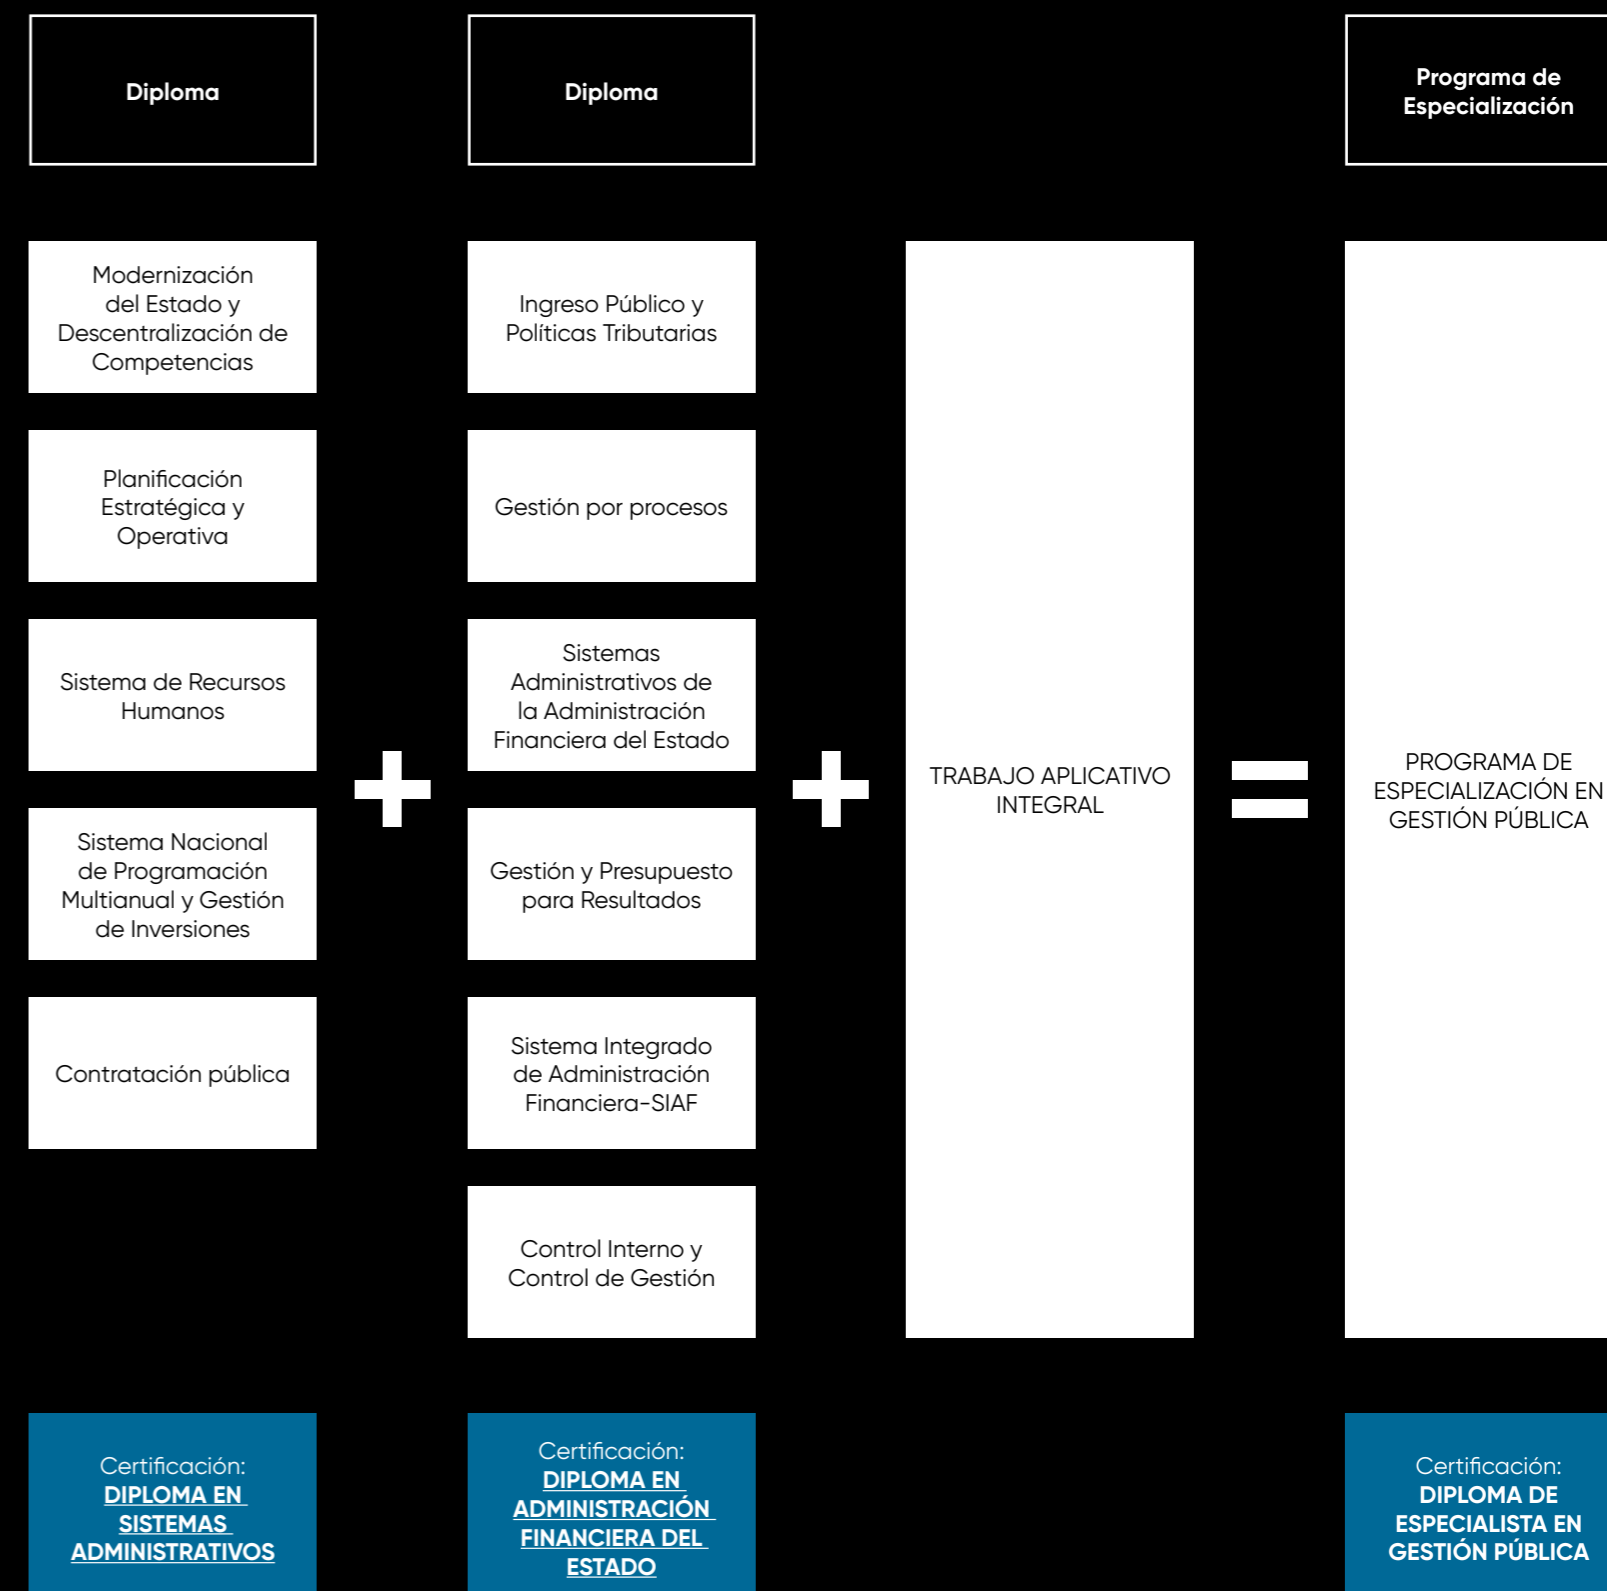 Diploma
Modernización
del Estado y
Descentralización de
Competencias
Planificación
Estratégica y
Operativa
Sistema de Recursos
Humanos
Sistema Nacional
de Programación
Multianual y Gestión
de Inversiones
Contratación pública
Certificación:
DIPLOMA EN
SISTEMAS
ADMINISTRATIVOS
+
Diploma
Ingreso Público y
Políticas Tributarias
Gestión por procesos
Sistemas
Administrativos de
la Administración
Financiera del Estado
Gestión y Presupuesto
para Resultados
Sistema Integrado
de Administración
Financiera-SIAF
Control Interno y
Control de Gestión
Certificación:
DIPLOMA EN
ADMINISTRACIÓN
FINANCIERA DEL
ESTADO
+
TRABAJO APLICATIVO
INTEGRAL
=
Programa de
Especialización
PROGRAMA DE
ESPECIALIZACIÓN EN
GESTIÓN PÚBLICA
Certificación:
DIPLOMA DE
ESPECIALISTA EN
GESTIÓN PÚBLICA